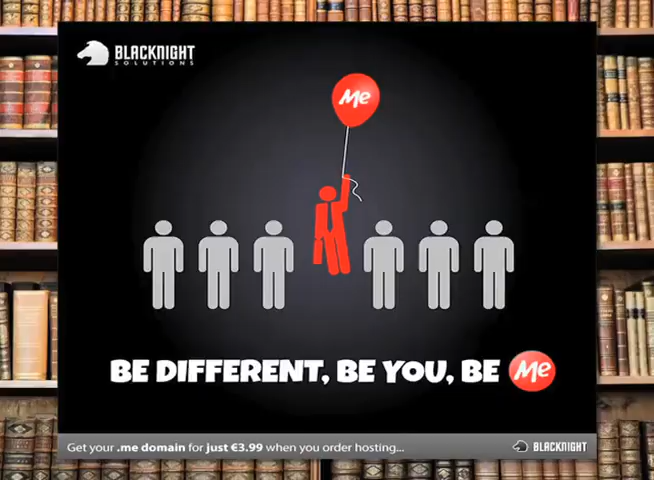 BLACKNIGHT
SOLUTIONS
Me
BE DIFFERENT, BE YOU, BE Me
Get your .me domain for just €3.99 when you order hosting...
BLACKNIGHT